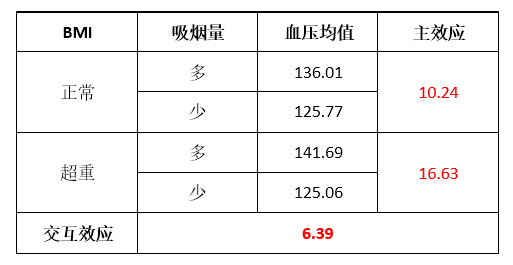 BMI 吸烟量 血压均值 主效应
正常 多 136.01 10.24
少 125.77
超重 多 141.69 16.63
少 125.06
交互效应 6.39